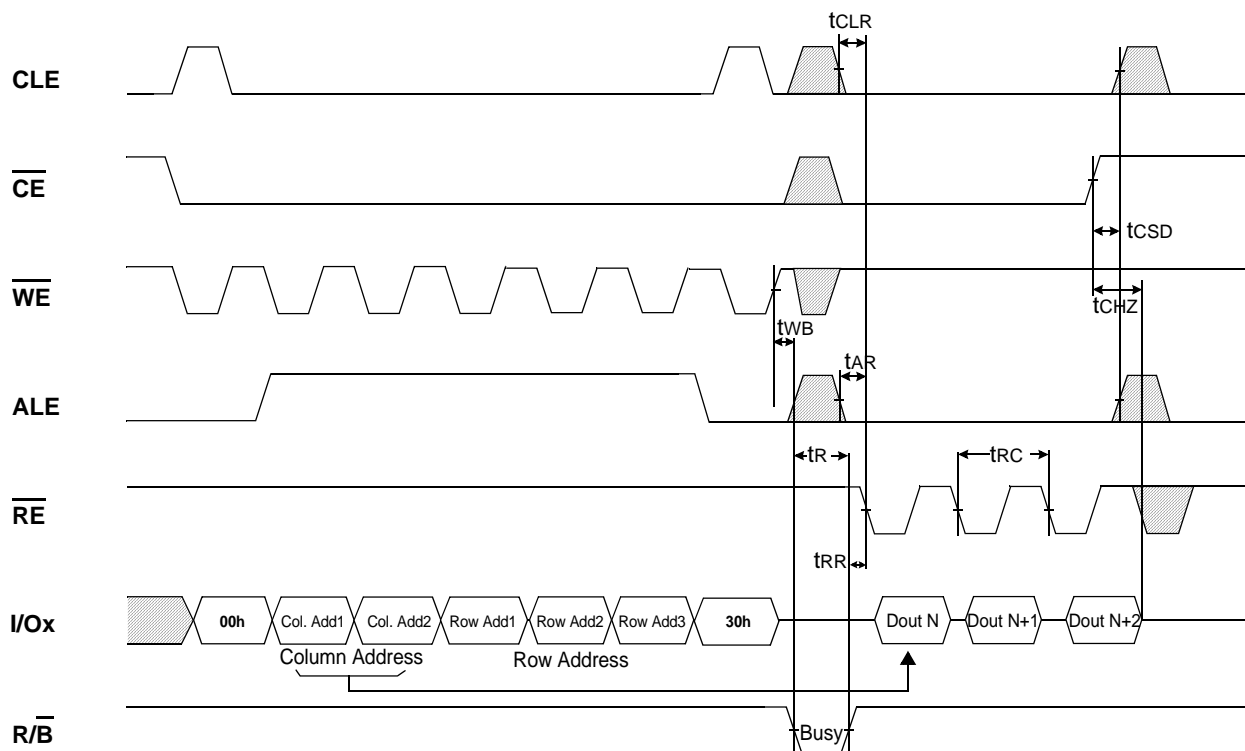 tCLR
CLE
CE
tCSD
WE
tCHZ
tWB
tAR
ALE
tR
tRC
RE
tRR
I/Ox
00h
Col. Add1
Col. Add2
Row Add1
Row Add2
Row Add3
30h
Dout N
Dout N+1
Dout N+2
Column Address
Row Address
R/B
Busy